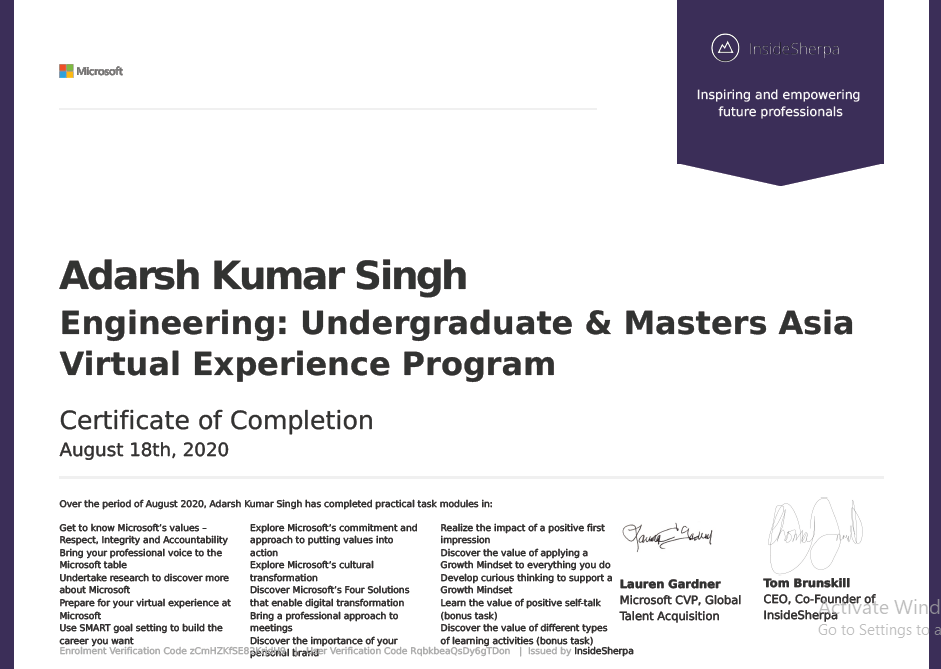 Microsoft
InsideSherpa
Inspiring and empowering
future professionals
Adarsh Kumar Singh
Engineering: Undergraduate & Masters Asia
Virtual Experience Program
Certificate of Completion
August 18th, 2020
Over the period of August 2020, Adarsh Kumar Singh has completed practical task modules in:
Get to know Microsoft’s values –
Respect, Integrity and Accountability
Bring your professional voice to the
Microsoft table
Undertake research to discover more
about Microsoft
Prepare for your virtual experience at
Microsoft
Use SMART goal setting to build the
career you want
Explore Microsoft’s commitment and
approach to putting values into
action
Explore Microsoft’s cultural
transformation
Discover Microsoft’s Four Solutions
that enable digital transformation
Bring a professional approach to
meetings
Discover the importance of your
personal brand
Realize the impact of a positive first
impression
Discover the value of applying a
Growth Mindset to everything you do
Develop curious thinking to support a
Growth Mindset
Learn the value of positive self-talk
(bonus task)
Discover the value of different types
of learning activities (bonus task)
Lauren Gardner
Microsoft CVP, Global
Talent Acquisition
Tom Brunskill
CEO, Co-Founder of
InsideSherpa
Activate Wind
Go to Settings to a
Enrolment Verification Code | User Verification Code RqbkbeaQsDy6gTDon | Issued by InsideSherpa